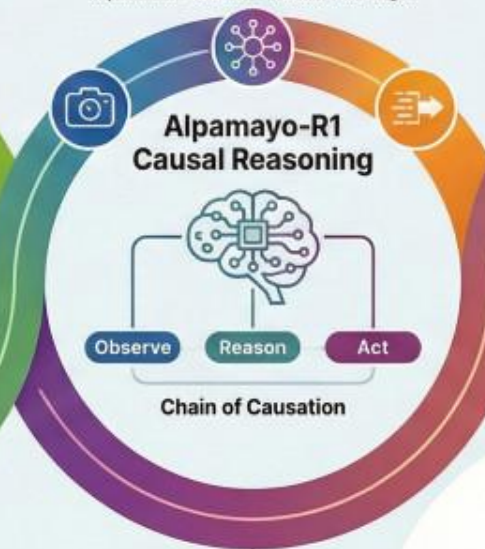 Alpamayo-R1
Causal Reasoning
Observe
Reason
Act
Chain of Causation